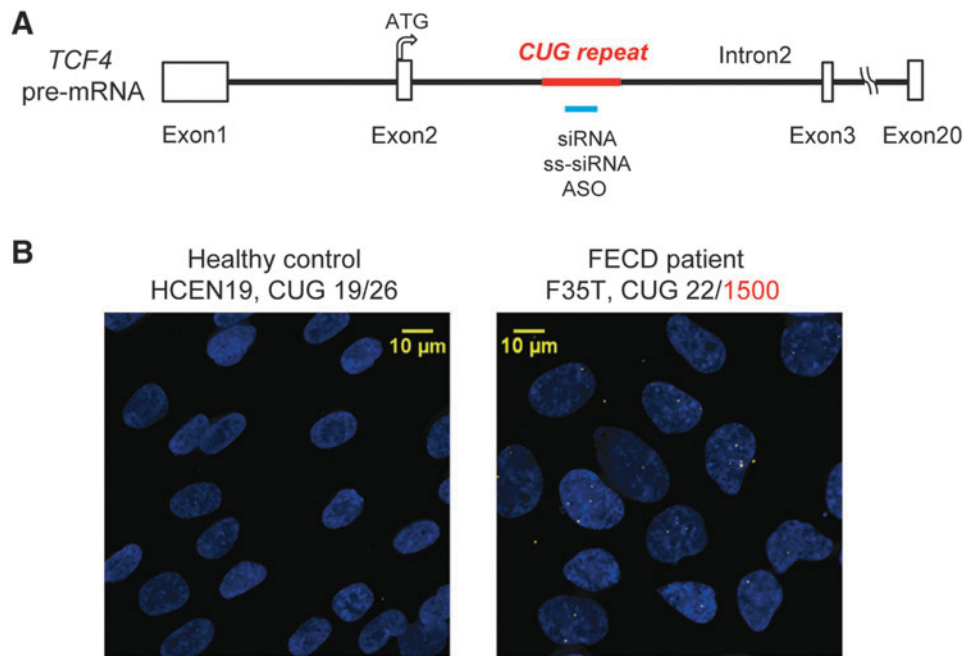 A
TCF4
pre-mRNA
ATG
CUG repeat
Intron2
Exon1
Exon2
Exon3
Exon20
siRNA
ss-siRNA
ASO
B
Healthy control
HCEN19, CUG 19/26
10 µm
FECD patient
F35T, CUG 22/1500
10 µm